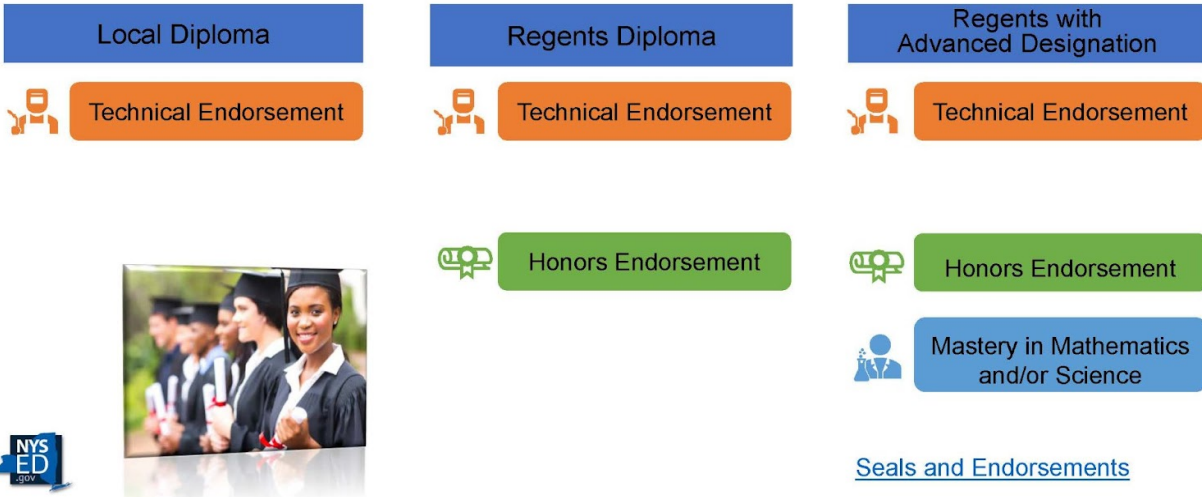 Local Diploma
Technical Endorsement
Regents Diploma
Technical Endorsement
Honors Endorsement
Regents with
Advanced Designation
Technical Endorsement
Honors Endorsement
Mastery in Mathematics
and/or Science
Seals and Endorsements
NYS
ED
.gov